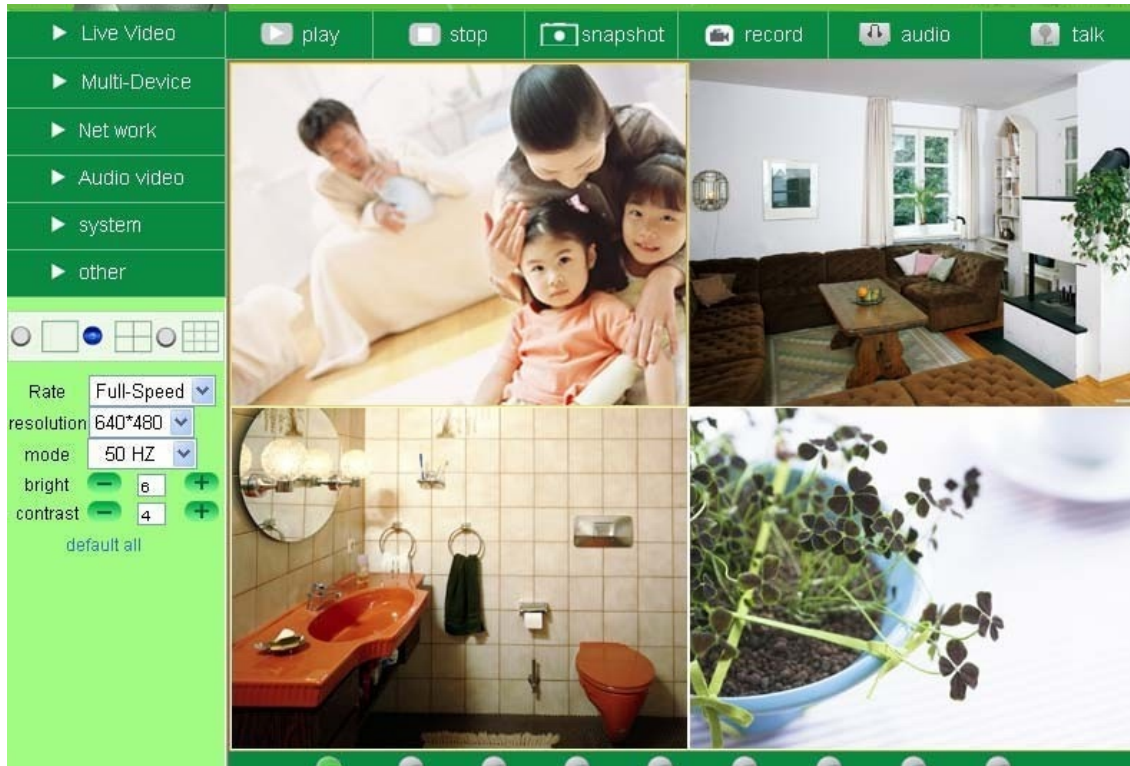 Live Video
play
stop
snapshot
record
audio
talk
Multi-Device
Net work
Audio video
system
other
Rate Full-Speed
resolution 640*480
mode 50 HZ
bright 6
contrast 4
default all